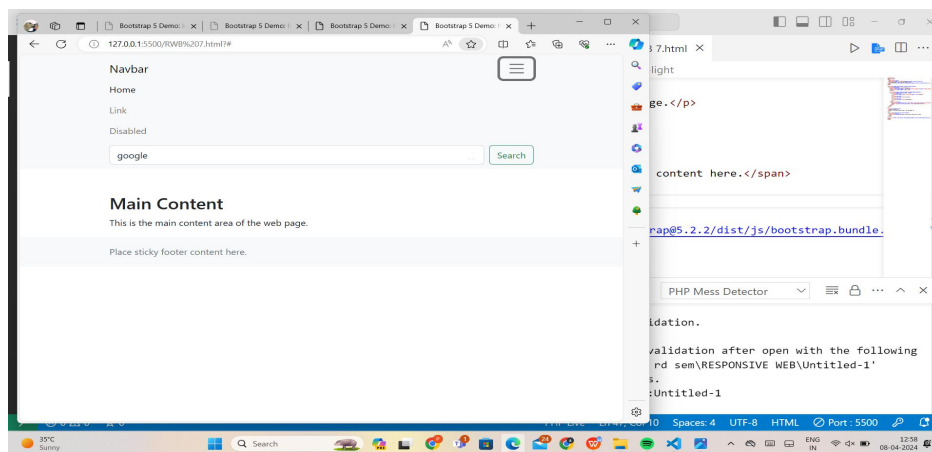 Bootstrap 5 Demo:
Bootstrap 5 Demo:
Bootstrap 5 Demo:
Bootstrap 5 Demo:
127.0.0.1:5500/RWB%207.html?#
Navbar
Home
Link
Disabled
google
Search
Main Content
This is the main content area of the web page.
Place sticky footer content here.
7.html
light
ge.</p>
content here.</span>
rap@5.2.2/dist/js/bootstrap.bundle.
PHP Mess Detector
idation.
validation after open with the following
rd sem\RESPONSIVE WEB\Untitled-1'
s.
:Untitled-1
Spaces: 4 UTF-8 HTML Port : 5500
35°C
Sunny
Search
ENG
IN
12:58
08-04-2024